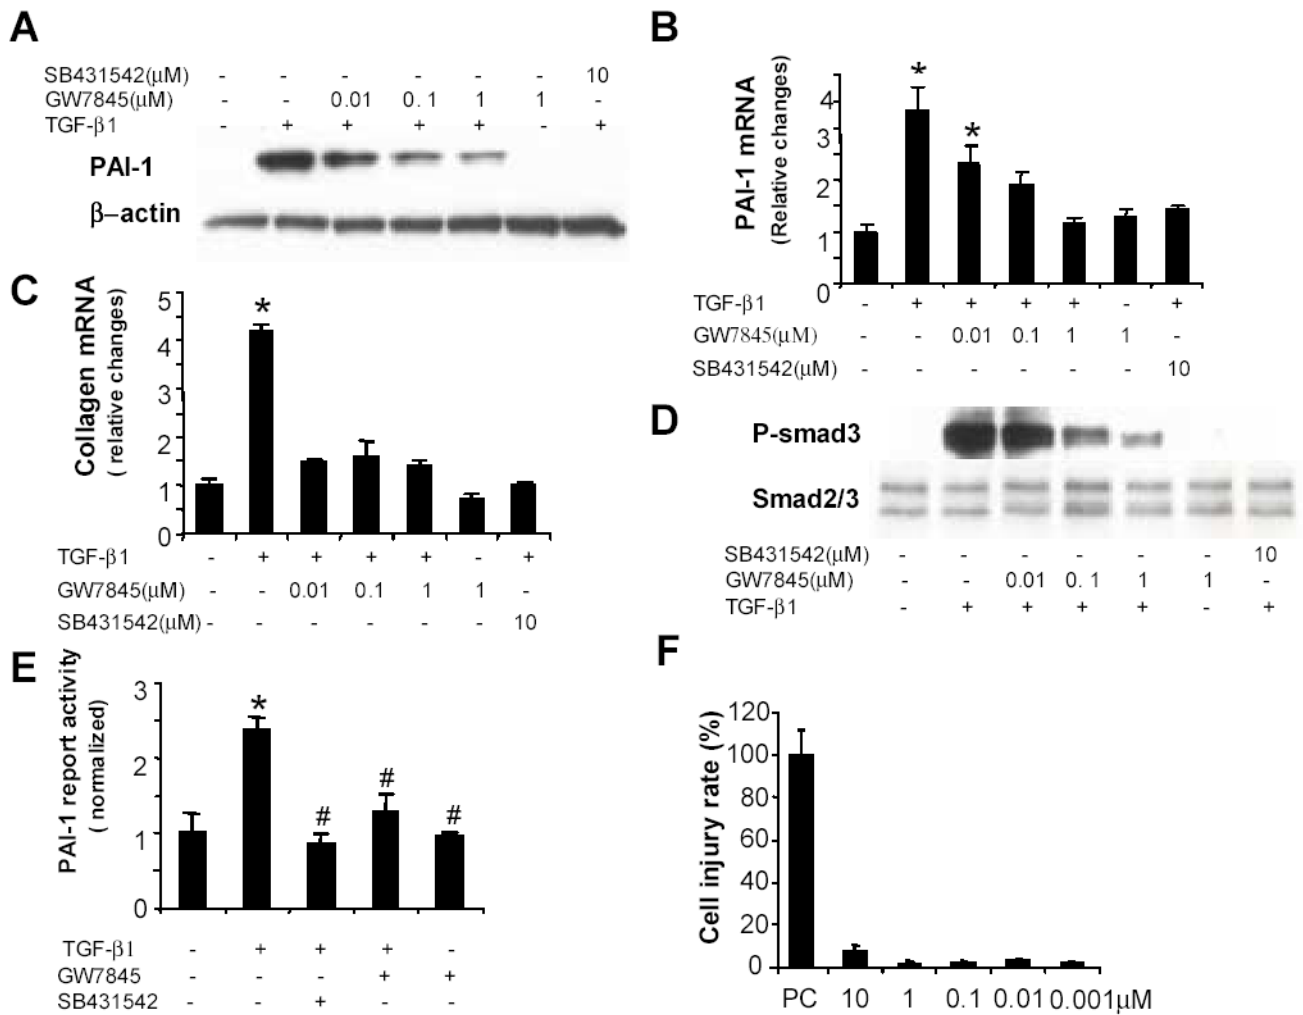 A
SB431542(µM) - - - - - - 10
GW7845(µM) - - 0.01 0.1 1 1 -
TGF-β1 - + + + + - +
PAI-1
β–actin
B
PAI-1 mRNA
(Relative changes)
4
3
2
1
0
*
*
TGF-β1 - + + + + - +
GW7845(µM) - - 0.01 0.1 1 1 -
SB431542(µM) - - - - - - 10
C
Collagen mRNA
( relative changes)
5
4
3
2
1
0
*
TGF-β1 - + + + + - +
GW7845(µM) - - 0.01 0.1 1 1 -
SB431542(µM) - - - - - - 10
D
P-smad3
Smad2/3
SB431542(µM) - - - - - - 10
GW7845(µM) - - 0.01 0.1 1 1 -
TGF-β1 - + + + + - +
E
PAI-1 report activity
( normalized)
3
2
1
0
*
#
#
#
TGF-β1 - + + + -
GW7845 - - - + +
SB431542 - - + - -
F
Cell injury rate (%)
120
100
80
60
40
20
0
PC 10 1 0.1 0.01 0.001µM